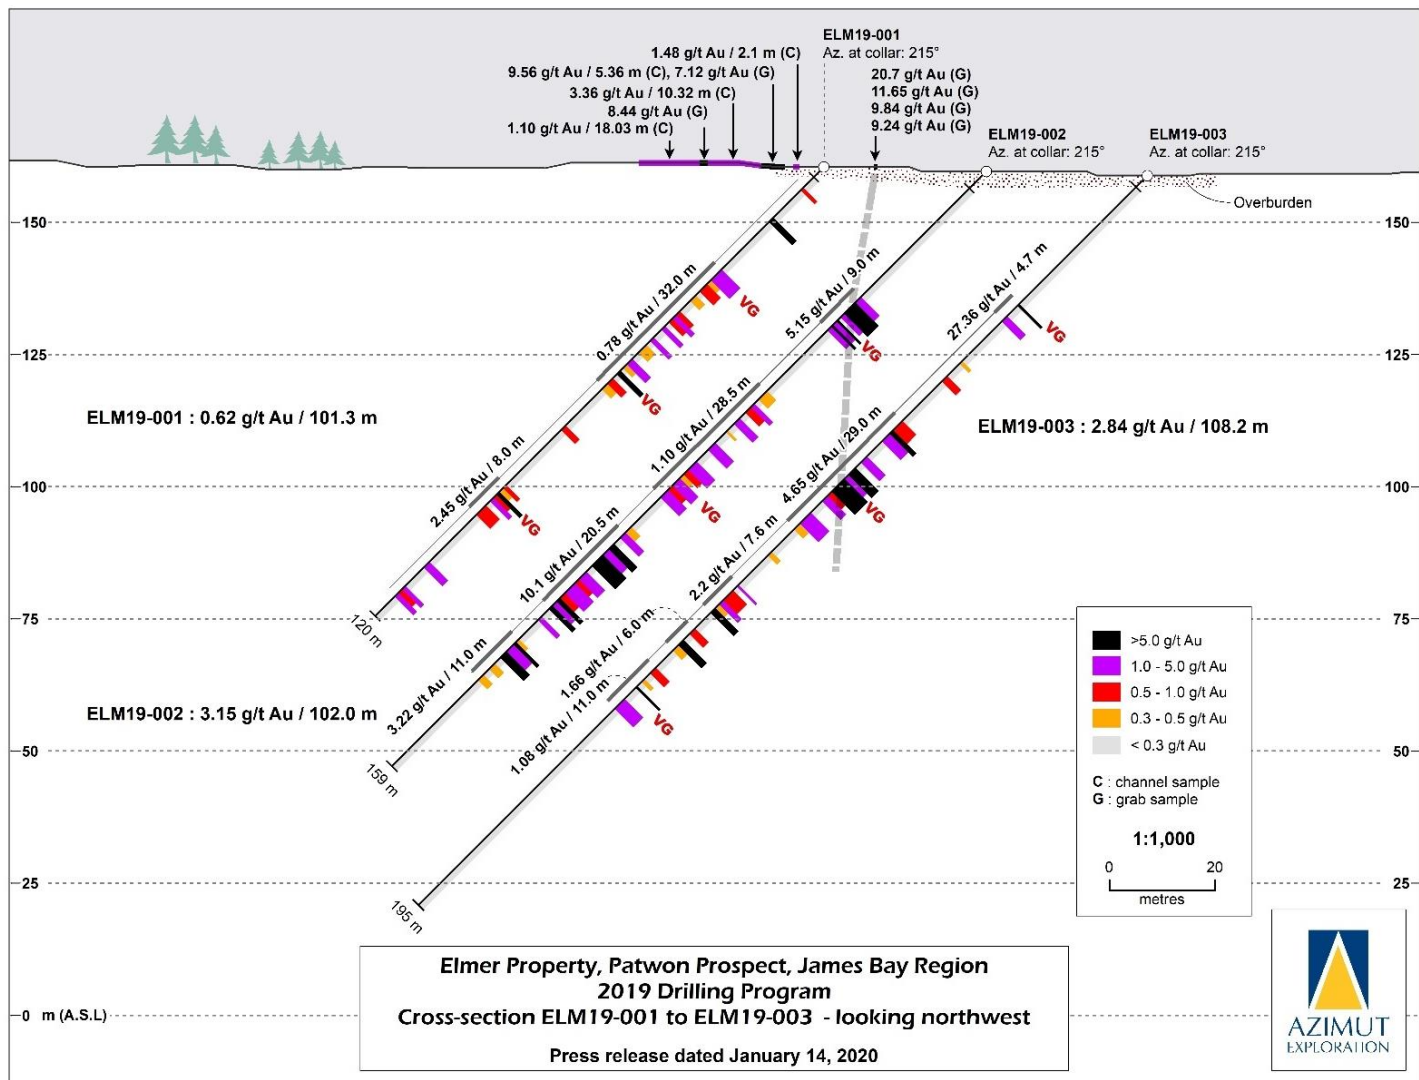 ELM19-001
Az. at collar: 215°
1.48 g/t Au / 2.1 m (C)
9.56 g/t Au / 5.36 m (C), 7.12 g/t Au (G)
3.36 g/t Au / 10.32 m (C)
8.44 g/t Au (G)
1.10 g/t Au / 18.03 m (C)
20.7 g/t Au (G)
11.65 g/t Au (G)
9.84 g/t Au (G)
9.24 g/t Au (G)
ELM19-002
Az. at collar: 215°
ELM19-003
Az. at collar: 215°
Overburden
150
150
0.78 g/t Au / 32.0 m
VG
VG
5.15 g/t Au / 9.0 m
VG
27.36 g/t Au / 4.7 m
VG
125
125
ELM19-001 : 0.62 g/t Au / 101.3 m
2.45 g/t Au / 8.0 m
VG
1.10 g/t Au / 28.5 m
VG
4.65 g/t Au / 29.0 m
VG
ELM19-003 : 2.84 g/t Au / 108.2 m
100
100
10.1 g/t Au / 20.5 m
2.2 g/t Au / 7.6 m
75
75
120 m
3.22 g/t Au / 11.0 m
1.66 g/t Au / 6.0 m
1.08 g/t Au / 11.0 m
VG
ELM19-002 : 3.15 g/t Au / 102.0 m
50
50
159 m
195 m
25
25
>5.0 g/t Au
1.0 - 5.0 g/t Au
0.5 - 1.0 g/t Au
0.3 - 0.5 g/t Au
< 0.3 g/t Au
C : channel sample
G : grab sample
1:1,000
0 20
metres
0 m (A.S.L)
Elmer Property, Patwon Prospect, James Bay Region
2019 Drilling Program
Cross-section ELM19-001 to ELM19-003 - looking northwest
Press release dated January 14, 2020
AZIMUT
EXPLORATION